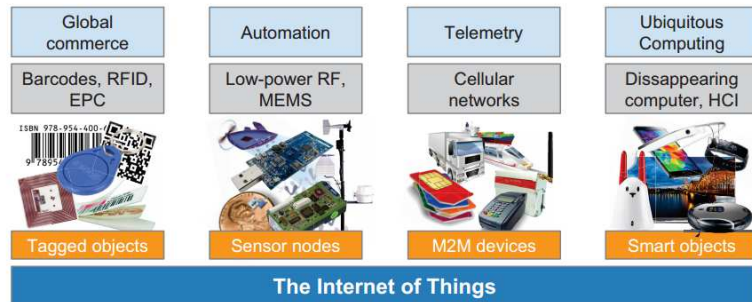 Global
commerce
Automation
Telemetry
Ubiquitous
Computing
Barcodes, RFID,
EPC
Low-power RF,
MEMS
Cellular
networks
Dissappearing
computer, HCI
ISBN 978-954-400-
Tagged objects
Sensor nodes
M2M devices
Smart objects
The Internet of Things